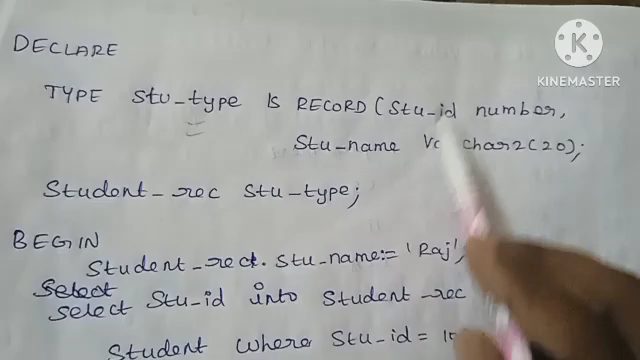 DECLARE
TYPE Stu_type IS RECORD (Stu_id number,
Stu_name char2(20);
Student_rec Stu_type;
BEGIN
Student_rec. Stu_name:= 'Raj',
Select
select Stu_id into Student_rec
Student where Stu_id =
K
KINEMASTER